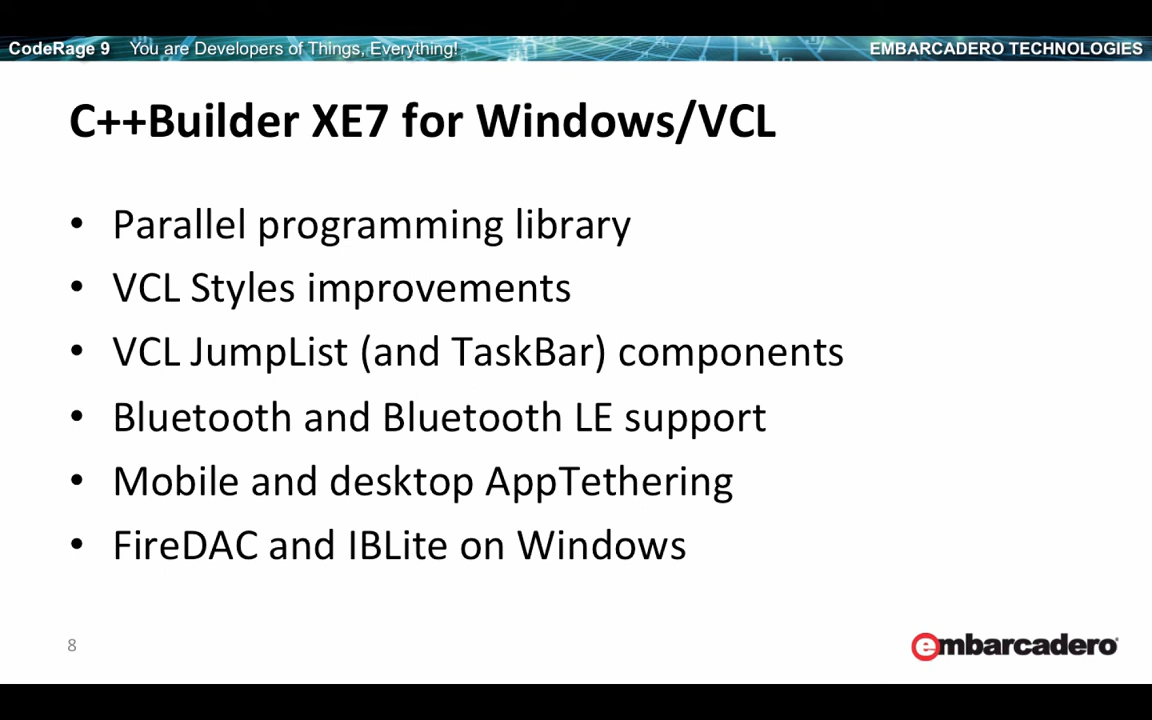 CodeRage 9 You are Developers of Things, Everything! EMBARCADERO TECHNOLOGIES
C++Builder XE7 for Windows/VCL
• Parallel programming library
• VCL Styles improvements
• VCL JumpList (and TaskBar) components
• Bluetooth and Bluetooth LE support
• Mobile and desktop AppTethering
• FireDAC and IBLite on Windows
8 embarcadero